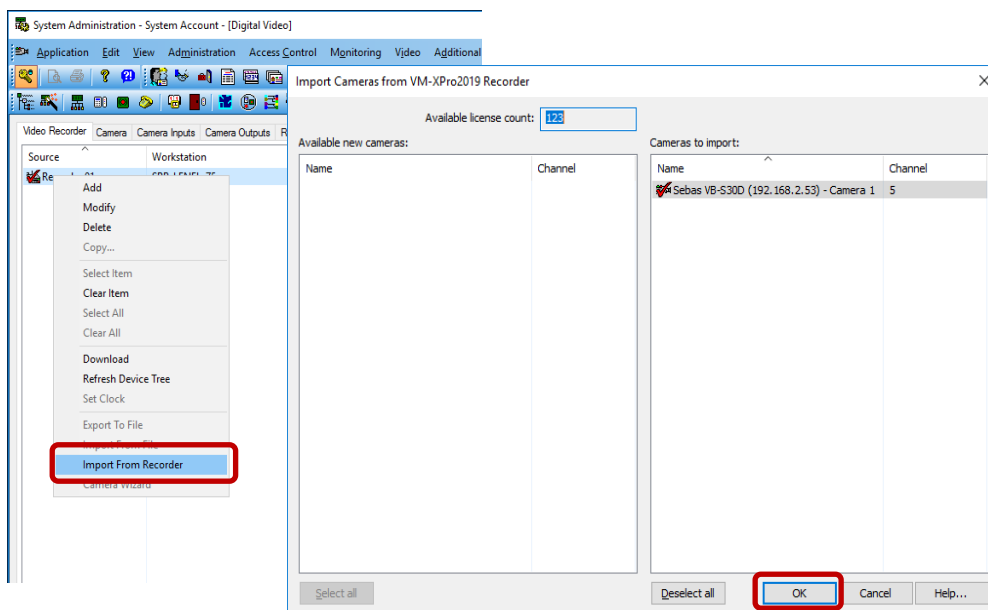 System Administration - System Account - [Digital Video]
Application Edit View Administration Access Control Monitoring Video Additional
Video Recorder Camera Camera Inputs Camera Outputs R
Source Workstation
Re
Add
Modify
Delete
Copy...
Select Item
Clear Item
Select All
Clear All
Download
Refresh Device Tree
Set Clock
Export To File
Import From File
Import From Recorder
Camera Wizard
Import Cameras from VM-XPro2019 Recorder
Available license count: 123
Available new cameras:
Name Channel
Select all
Cameras to import:
Name Channel
Sebas VB-S30D (192.168.2.53) - Camera 1 5
Deselect all OK Cancel Help...